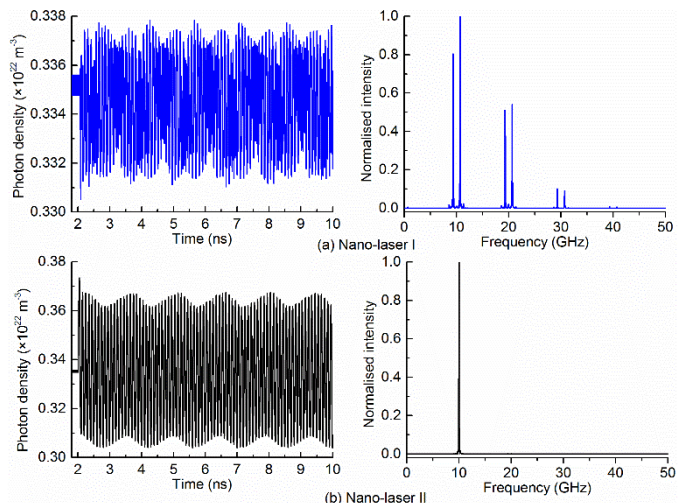 0.338
0.336
0.334
0.332
0.330
Photon density (×10²² m⁻³)
2 3 4 5 6 7 8 9 10
Time (ns)
1.0
0.8
0.6
0.4
0.2
0.0
Normalised intensity
0 10 20 30 40 50
Frequency (GHz)
(a) Nano-laser I
0.38
0.36
0.34
0.32
0.30
Photon density (×10²² m⁻³)
2 3 4 5 6 7 8 9 10
Time (ns)
1.0
0.8
0.6
0.4
0.2
0.0
Normalised intensity
0 10 20 30 40 50
Frequency (GHz)
(b) Nano-laser II